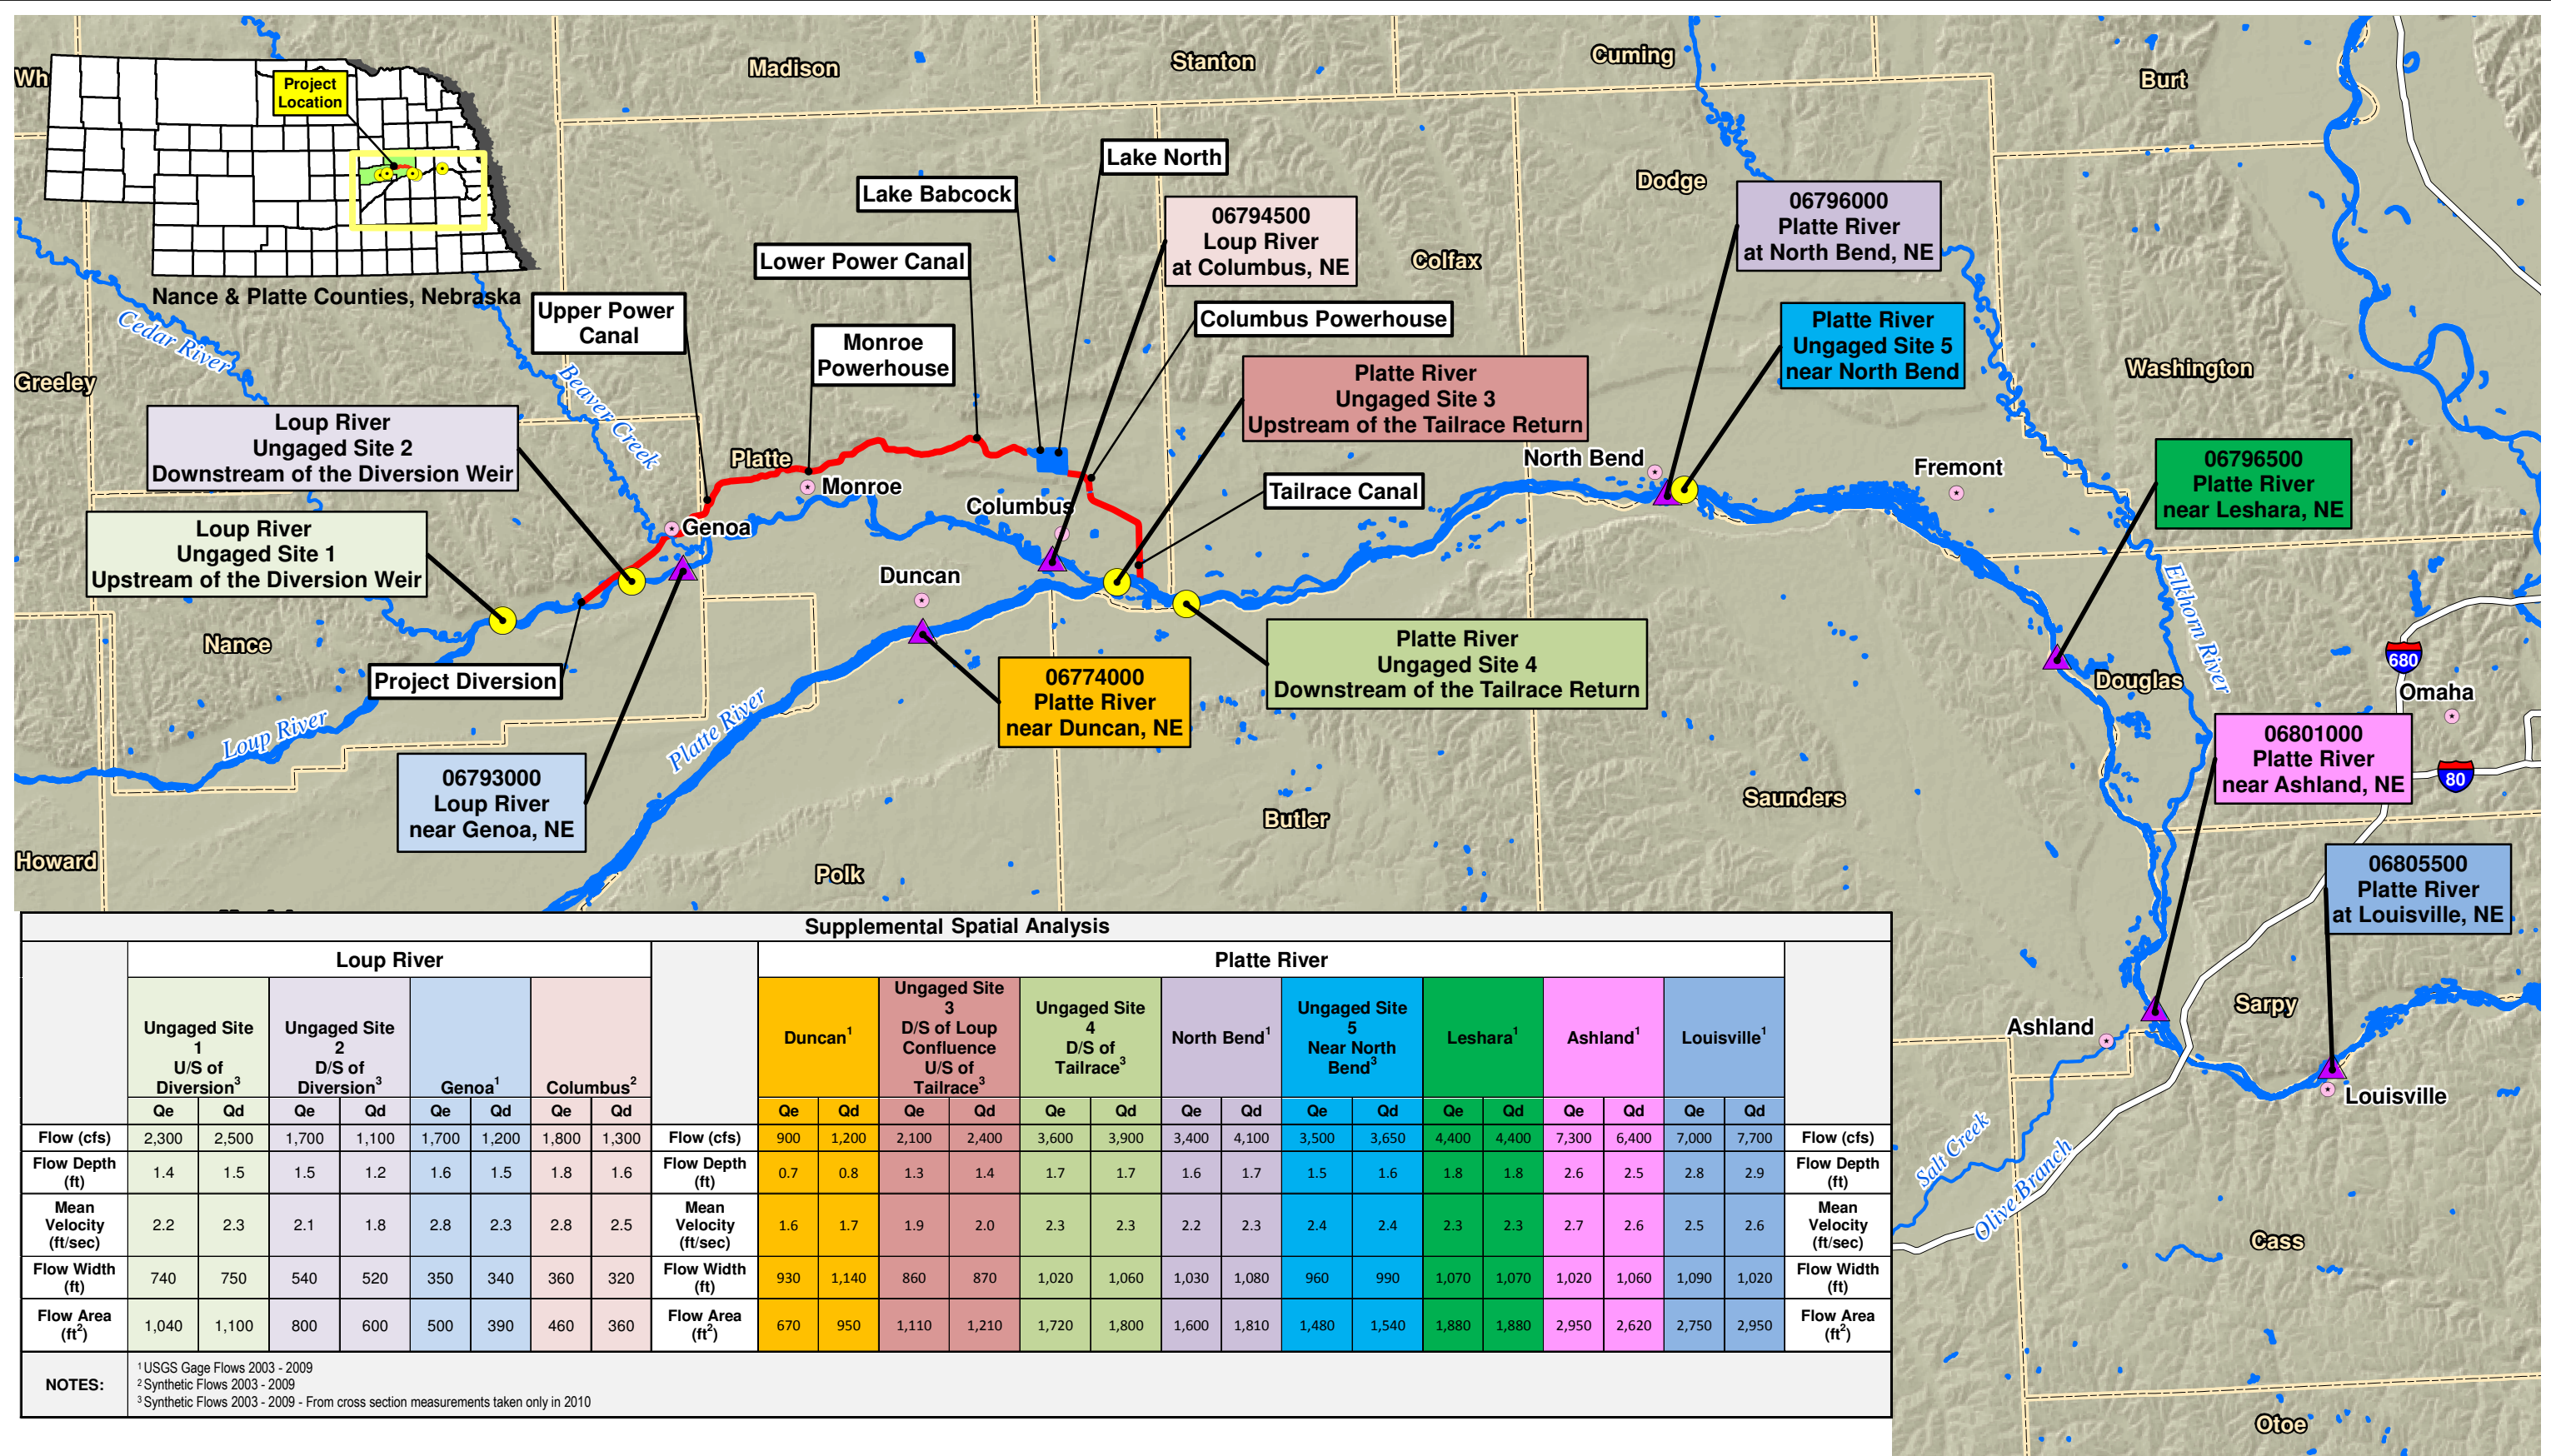 Wh
Madison
Stanton
Cuming
Burt
Project
Location
Nance & Platte Counties, Nebraska
Lake North
Lake Babcock
Lower Power Canal
Upper Power
Canal
Monroe
Powerhouse
06794500
Loup River
at Columbus, NE
Columbus Powerhouse
Colfax
Dodge
06796000
Platte River
at North Bend, NE
Platte River
Ungaged Site 5
near North Bend
Platte River
Ungaged Site 3
Upstream of the Tailrace Return
Washington
Cedar River
Beaver Creek
Greeley
Loup River
Ungaged Site 2
Downstream of the Diversion Weir
Platte
Monroe
Columbus
Tailrace Canal
North Bend
Fremont
06796500
Platte River
near Leshara, NE
Loup River
Ungaged Site 1
Upstream of the Diversion Weir
Genoa
Duncan
Nance
Project Diversion
Loup River
Platte River
06774000
Platte River
near Duncan, NE
Platte River
Ungaged Site 4
Downstream of the Tailrace Return
Elkhorn River
Douglas
680
Omaha
80
06801000
Platte River
near Ashland, NE
06793000
Loup River
near Genoa, NE
Howard
Polk
Butler
Saunders
06805500
Platte River
at Louisville, NE
Ashland
Sarpy
Louisville
Salt Creek
Olive Branch
Cass
Otoe
Supplemental Spatial Analysis
Loup River
Platte River
Ungaged Site
1
U/S of
Diversion3
Ungaged Site
2
D/S of
Diversion3
Genoa1
Columbus2
Duncan1
Ungaged Site
3
D/S of Loup
Confluence
U/S of
Tailrace3
Ungaged Site
4
D/S of
Tailrace3
North Bend1
Ungaged Site
5
Near North
Bend3
Leshara1
Ashland1
Louisville1
Qe Qd Qe Qd Qe Qd Qe Qd Qe Qd Qe Qd Qe Qd Qe Qd Qe Qd Qe Qd Qe Qd Qe Qd
Flow (cfs) 2,300 2,500 1,700 1,100 1,700 1,200 1,800 1,300 Flow (cfs) 900 1,200 2,100 2,400 3,600 3,900 3,400 4,100 3,500 3,650 4,400 4,400 7,300 6,400 7,000 7,700 Flow (cfs)
Flow Depth
(ft) 1.4 1.5 1.5 1.2 1.6 1.5 1.8 1.6 Flow Depth
(ft) 0.7 0.8 1.3 1.4 1.7 1.7 1.6 1.7 1.5 1.6 1.8 1.8 2.6 2.5 2.8 2.9 Flow Depth
(ft)
Mean
Velocity
(ft/sec) 2.2 2.3 2.1 1.8 2.8 2.3 2.8 2.5 Mean
Velocity
(ft/sec) 1.6 1.7 1.9 2.0 2.3 2.3 2.2 2.3 2.4 2.4 2.3 2.3 2.7 2.6 2.5 2.6 Mean
Velocity
(ft/sec)
Flow Width
(ft) 740 750 540 520 350 340 360 320 Flow Width
(ft) 930 1,140 860 870 1,020 1,060 1,030 1,080 960 990 1,070 1,070 1,020 1,060 1,090 1,020 Flow Width
(ft)
Flow Area
(ft2) 1,040 1,100 800 600 500 390 460 360 Flow Area
(ft2) 670 950 1,110 1,210 1,720 1,800 1,600 1,810 1,480 1,540 1,880 1,880 2,950 2,620 2,750 2,950 Flow Area
(ft2)
NOTES:
1 USGS Gage Flows 2003 - 2009
2 Synthetic Flows 2003 - 2009
3 Synthetic Flows 2003 - 2009 - From cross section measurements taken only in 2010